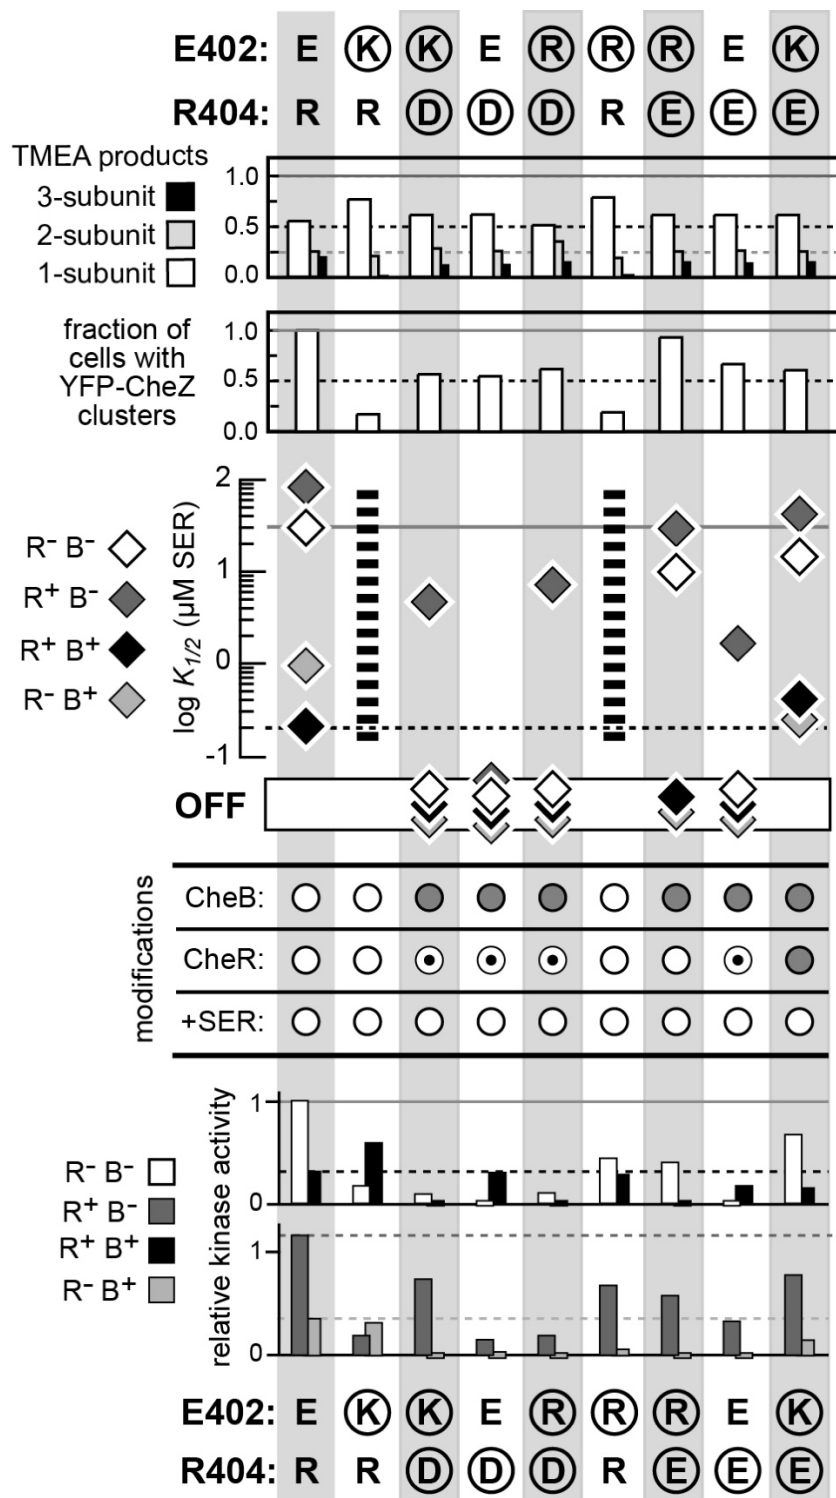 E402: E K K E R R R E K
R404: R R D D D R E E E
TMEA products
3-subunit
2-subunit
1-subunit
1.0
0.5
0.0
fraction of
cells with
YFP-CheZ
clusters
1.0
0.5
0.0
R⁻ B⁻
R⁺ B⁻
R⁺ B⁺
R⁻ B⁺
log K1/2 (µM SER)
2
1
0
-1
OFF
modifications
CheB:
CheR:
+SER:
R⁻ B⁻
R⁺ B⁻
R⁺ B⁺
R⁻ B⁺
relative kinase activity
1
0
1
0
E402: E K K E R R R E K
R404: R R D D D R E E E